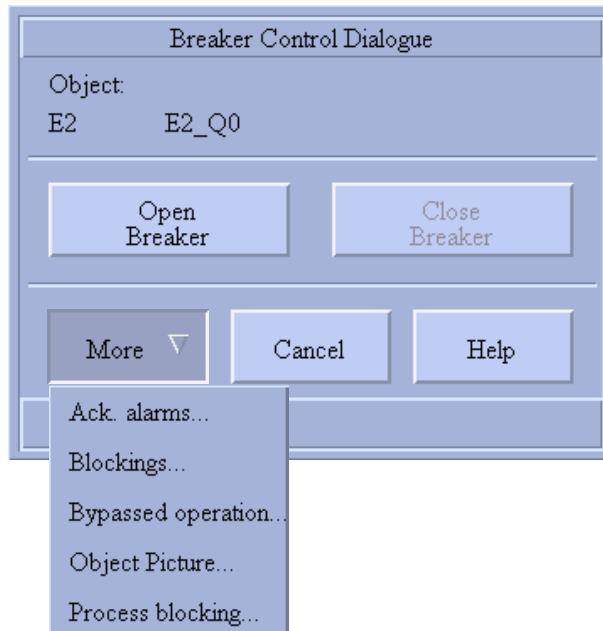 Breaker Control Dialogue
Object:
E2 E2_Q0
Open
Breaker
Close
Breaker
More
Cancel
Help
Ack. alarms...
Blockings...
Bypassed operation...
Object Picture...
Process blocking...